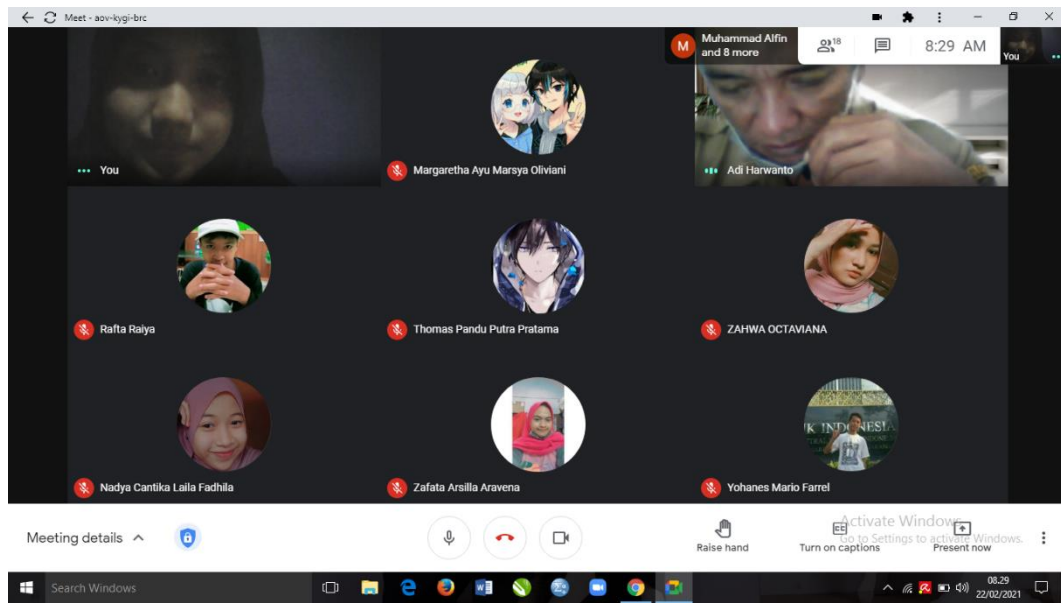 Meet - aov-kygi-brc
Muhammad Alfin
and 8 more
M
18
8:29 AM
You
You
Margaretha Ayu Marsya Oliviani
Adi Harwanto
Rafta Raiya
Thomas Pandu Putra Pratama
ZAHWA OCTAVIANA
K INDONESIA
Nadya Cantika Laila Fadhila
Zafata Arsilla Aravena
Yohanes Mario Farrel
Meeting details
Raise hand
CC
Turn on captions
Present now
Activate Windows
Go to Settings to activate Windows.
Search Windows
08.29
22/02/2021